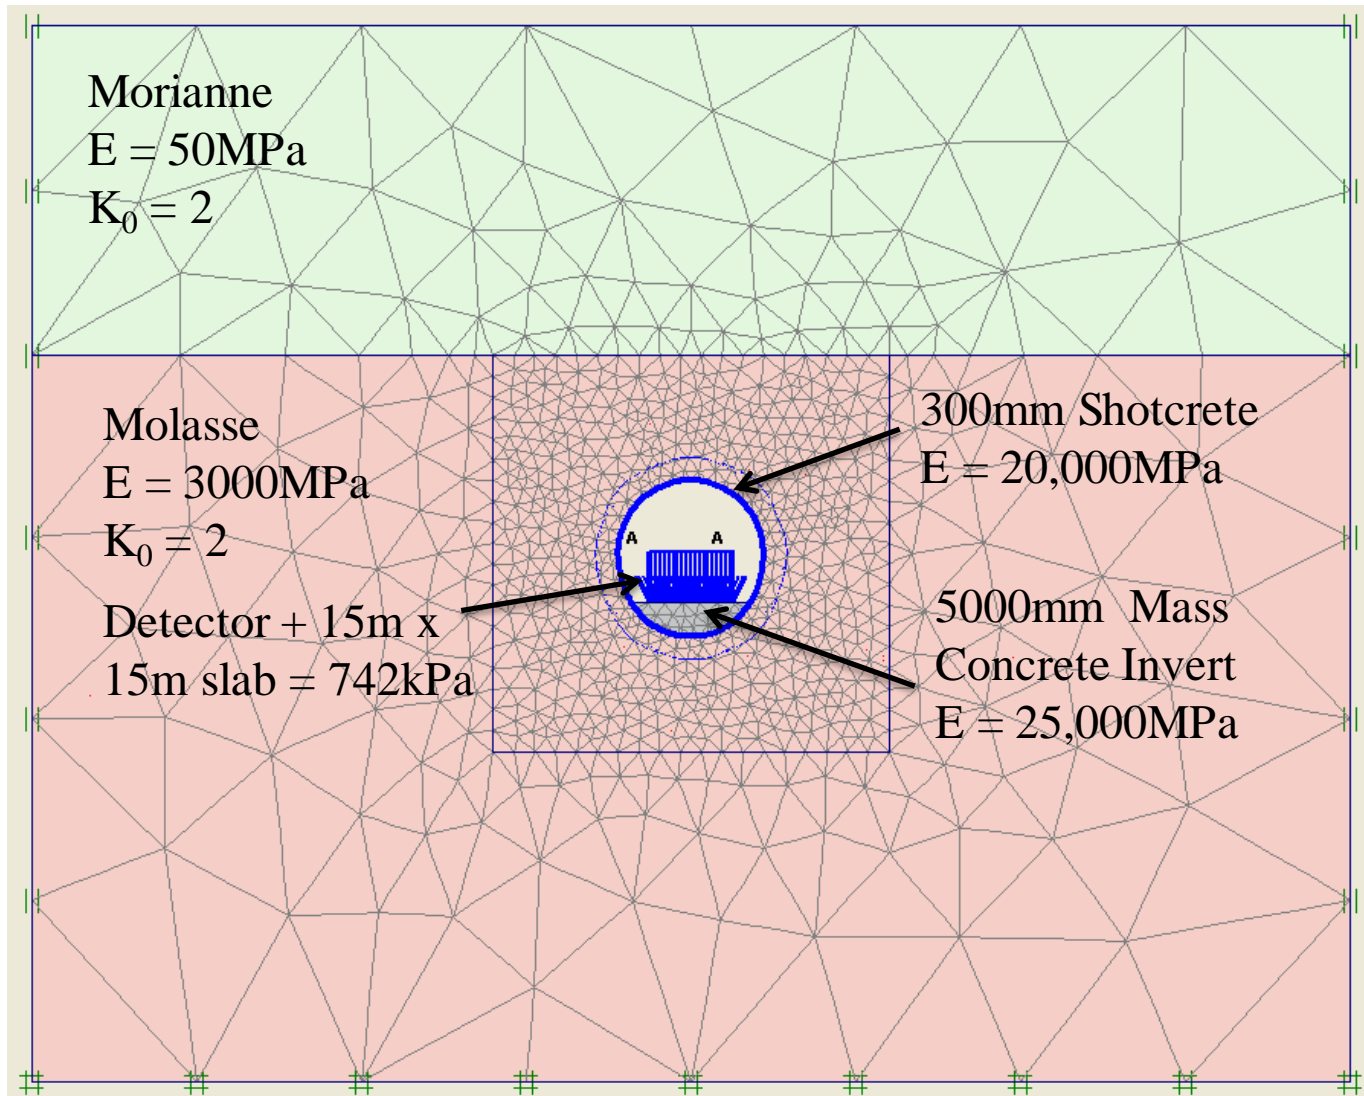 Morianne
E = 50MPa
K₀ = 2
Molasse
E = 3000MPa
K₀ = 2
Detector + 15m x
15m slab = 742kPa
A A
300mm Shotcrete
E = 20,000MPa
5000mm Mass
Concrete Invert
E = 25,000MPa